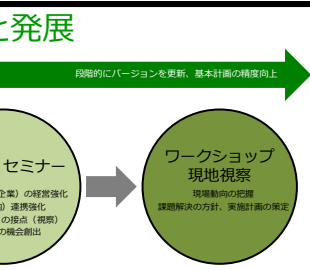 と発展
段階的にバージョンを更新、基本計画の精度向上
セミナー
企業）の経営強化
）連携強化
の接点（視察）
の機会創出
ワークショップ
現地視察
現場動向の把握
課題解決の方針、実施計画の策定